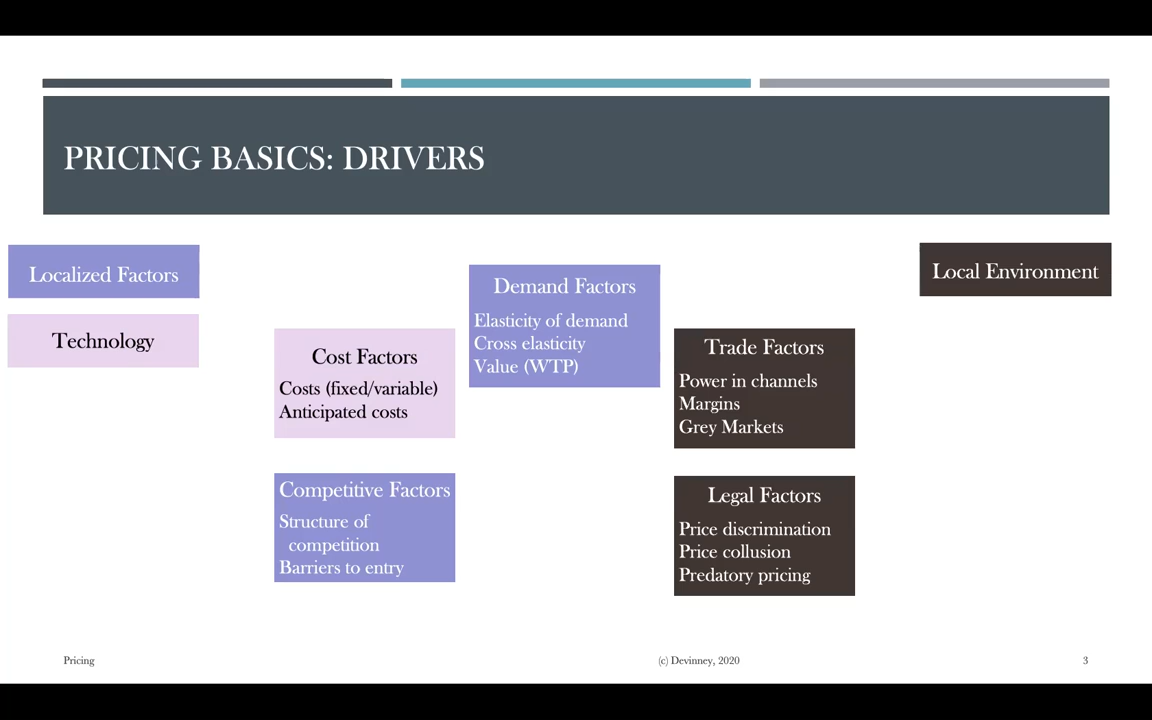 PRICING BASICS: DRIVERS
Localized Factors
Technology
Cost Factors
Costs (fixed/variable)
Anticipated costs
Competitive Factors
Structure of
competition
Barriers to entry
Demand Factors
Elasticity of demand
Cross elasticity
Value (WTP)
Trade Factors
Power in channels
Margins
Grey Markets
Legal Factors
Price discrimination
Price collusion
Predatory pricing
Local Environment
Pricing
(c) Devinney, 2020
3